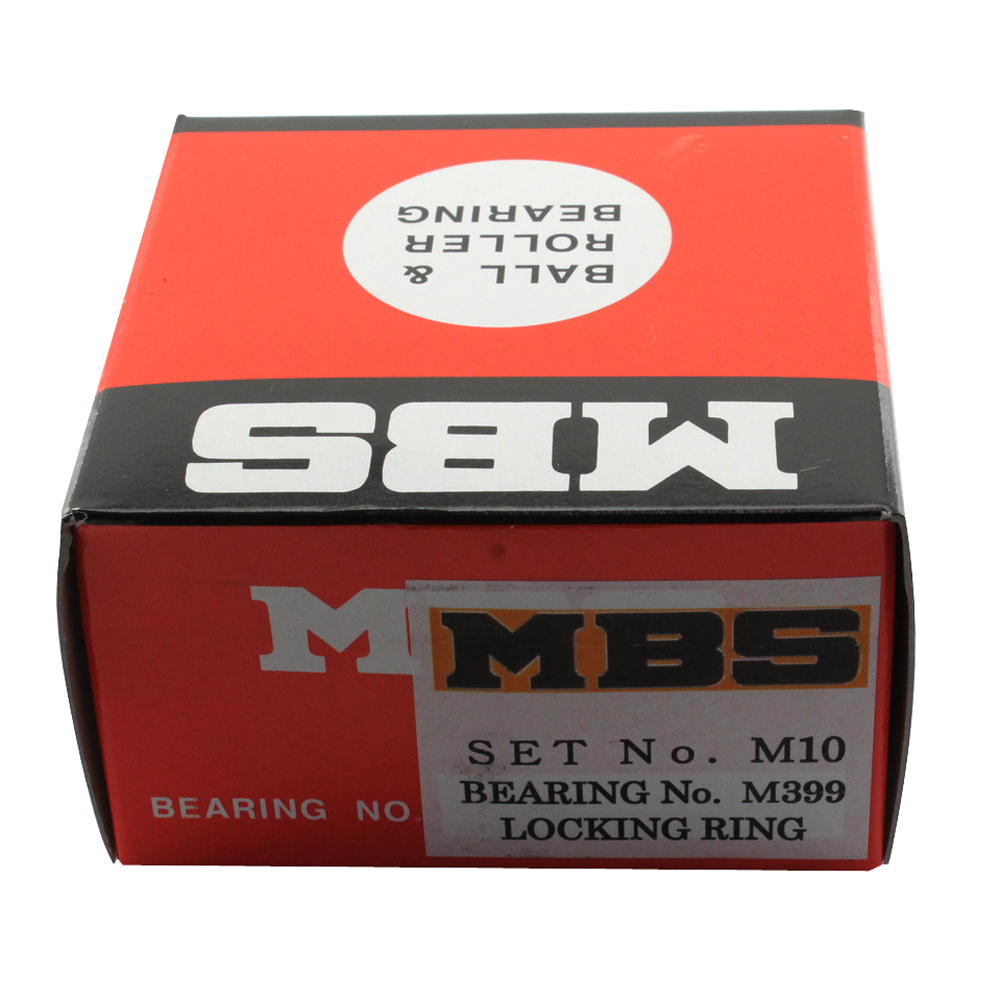 BALL &
ROLLER
BEARING
MBS
M
MBS
SET No. M10
BEARING No. M399
LOCKING RING
BEARING NO.